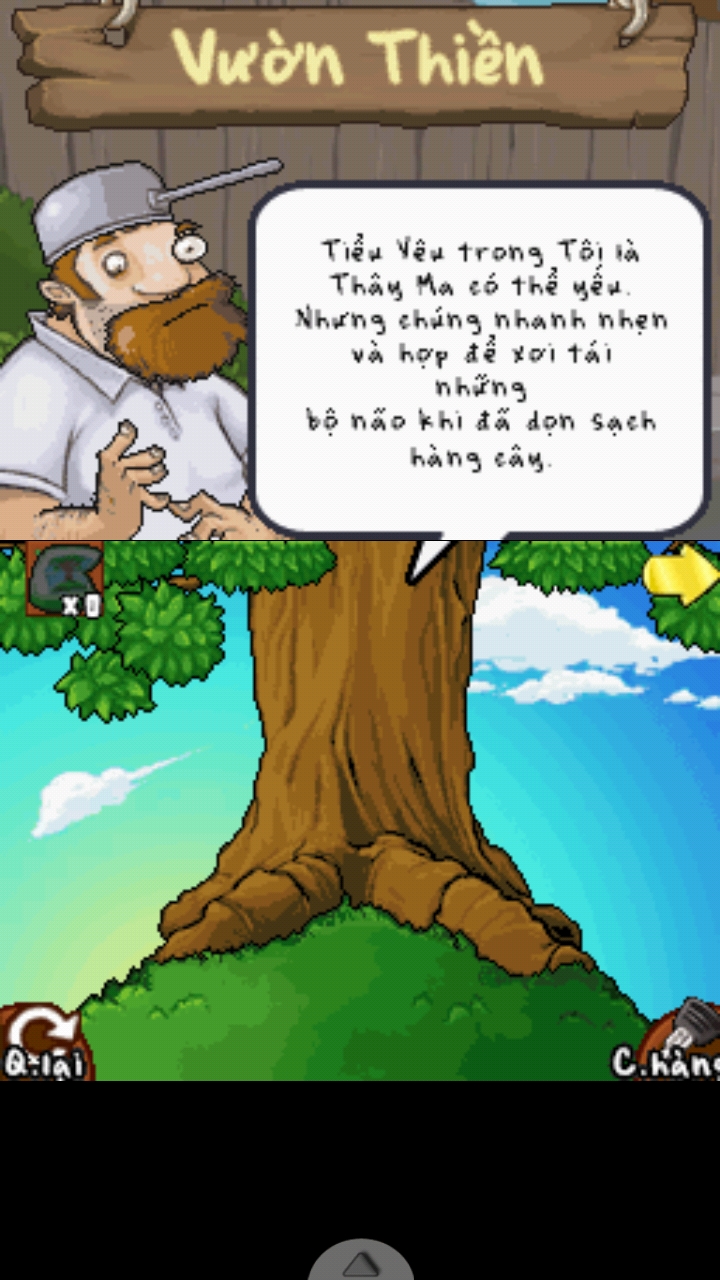 Vườn Thiền
Tiểu Yêu trong Tôi là
Thây Ma có thể yếu.
Nhưng chúng nhanh nhẹn
và hợp để xơi tái
những
bộ não khi đã dọn sạch
hàng cây.
x0
Q.lại
C.hàng